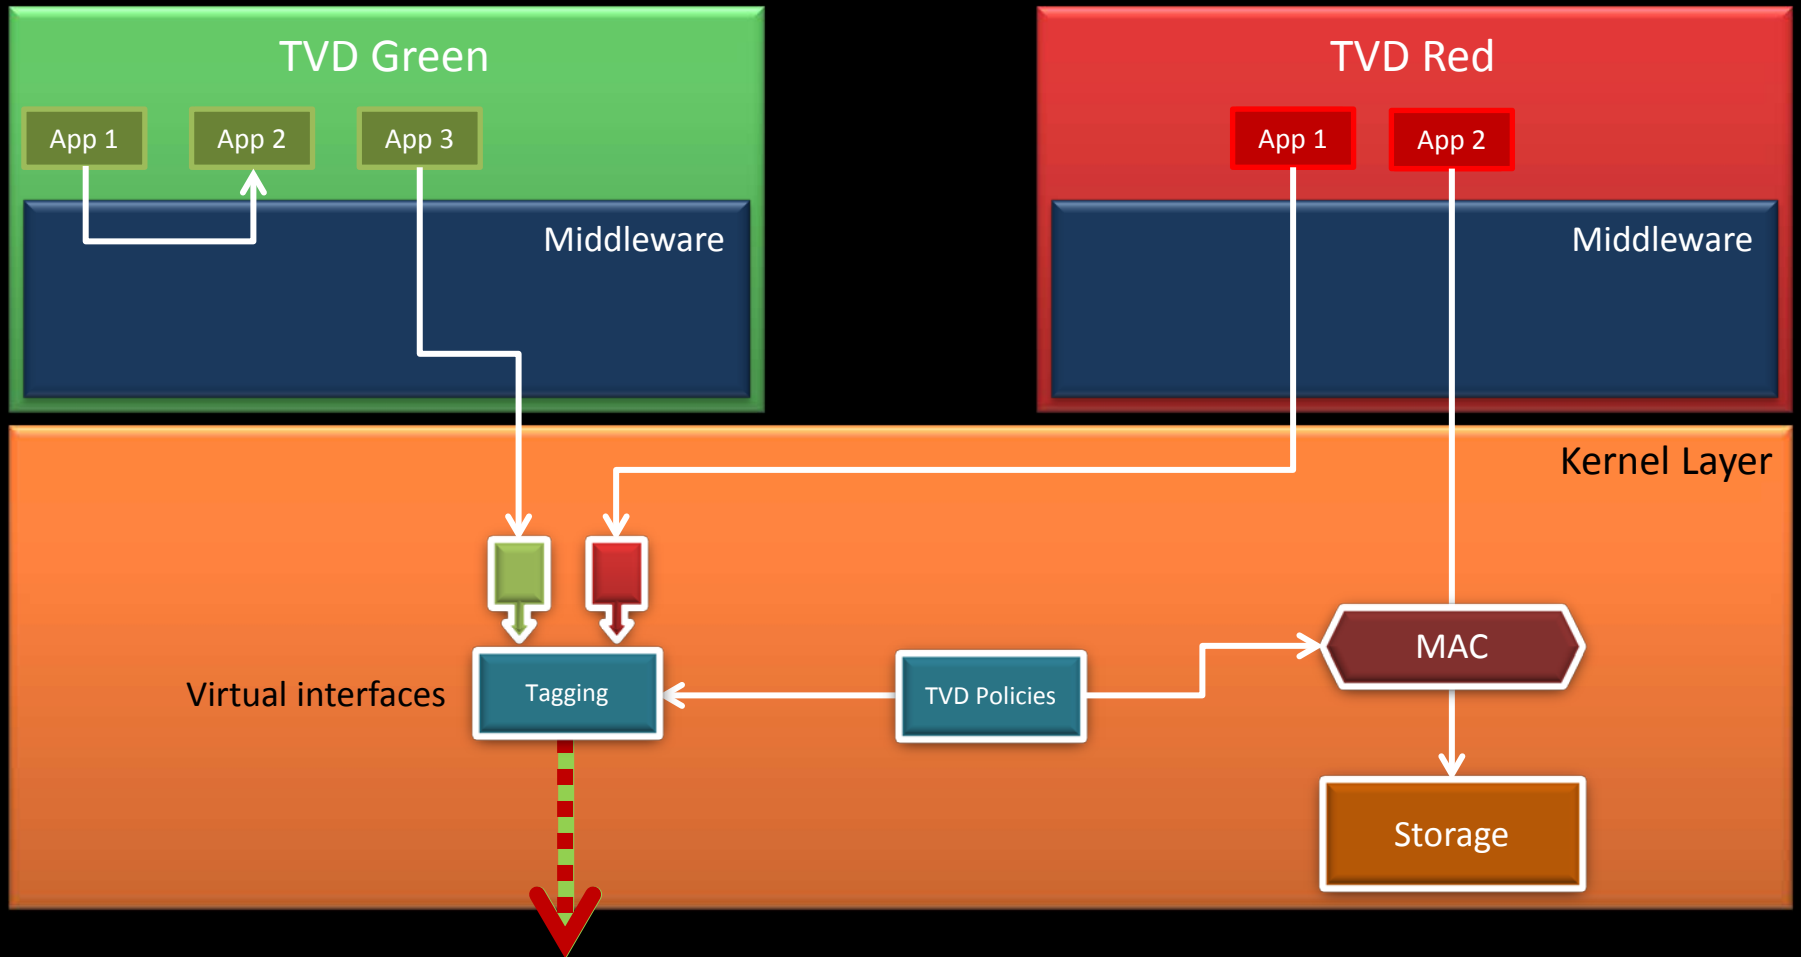 TVD Green
TVD Red
App 1
App 2
App 3
App 1
App 2
Middleware
Middleware
Kernel Layer
MAC
Virtual interfaces
Tagging
TVD Policies
Storage